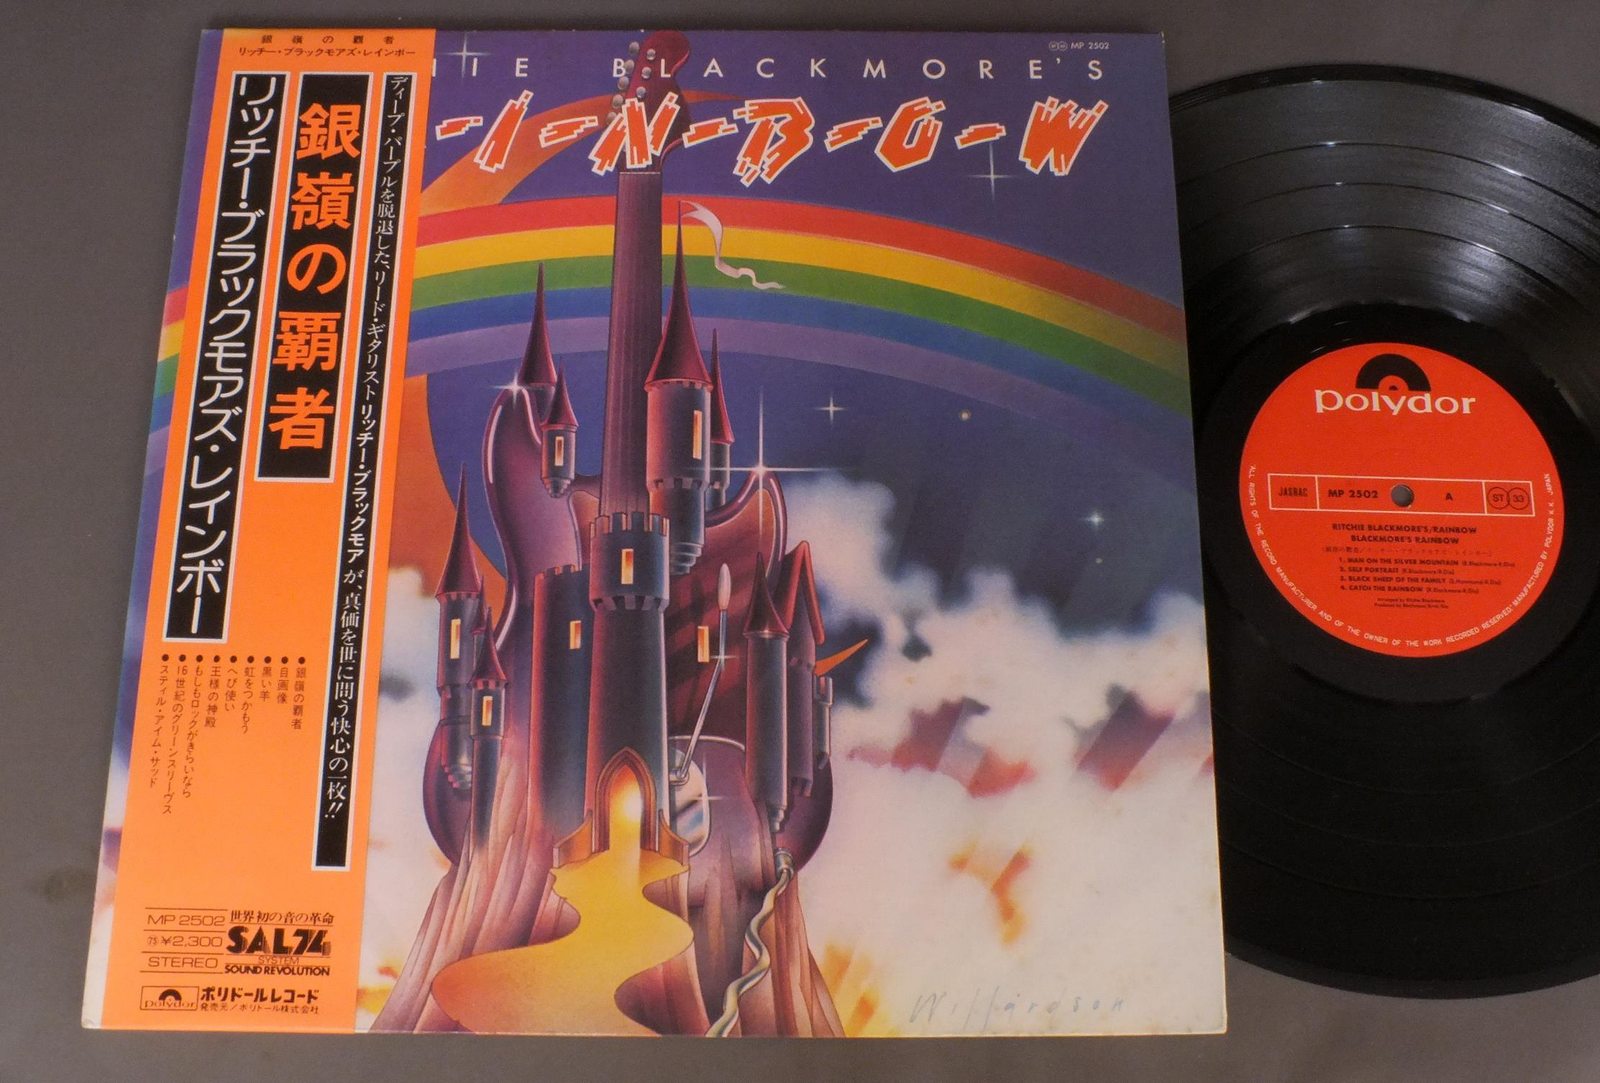 銀嶺の覇者
リッチー・ブラックモアズ・レインボー
銀嶺の覇者
リッチー・ブラックモアズ・レインボー
ディープ・パープルを脱退した、リード・ギタリスト リッチー・ブラックモア が、真価を世に問う快心の一枚!!
●銀嶺の覇者
●自画像
●黒い羊
●虹をつかもう
●へび使い
●王様の神殿
●もしもロックがきらいなら
●16世紀のグリーンスリーヴス
●スティル・アイム・サッド
MP 2502
㊆¥2,300
STEREO
世界初の音の革命
SAL74
SYSTEM
SOUND REVOLUTION
polydor
ポリドールレコード
発売元/ポリドール株式会社
MP 2502
HIE BLACKMORE'S
-I-N-B-O-W
Willardson
polydor
JASRAC
MP 2502
A
ST 33
RITCHIE BLACKMORE'S/RAINBOW
BLACKMORE'S RAINBOW
1. MAN ON THE SILVER MOUNTAIN (R.Blackmore-R.Dio)
2. SELF PORTRAIT (R.Blackmore-R.Dio)
3. BLACK SHEEP OF THE FAMILY (S.Hammond-R.Dio)
4. CATCH THE RAINBOW (R.Blackmore-R.Dio)
ALL RIGHTS OF THE RECORD MANUFACTURER AND OF THE OWNER OF THE WORK RECORDED RESERVED/MANUFACTURED BY POLYDOR K.K. JAPAN